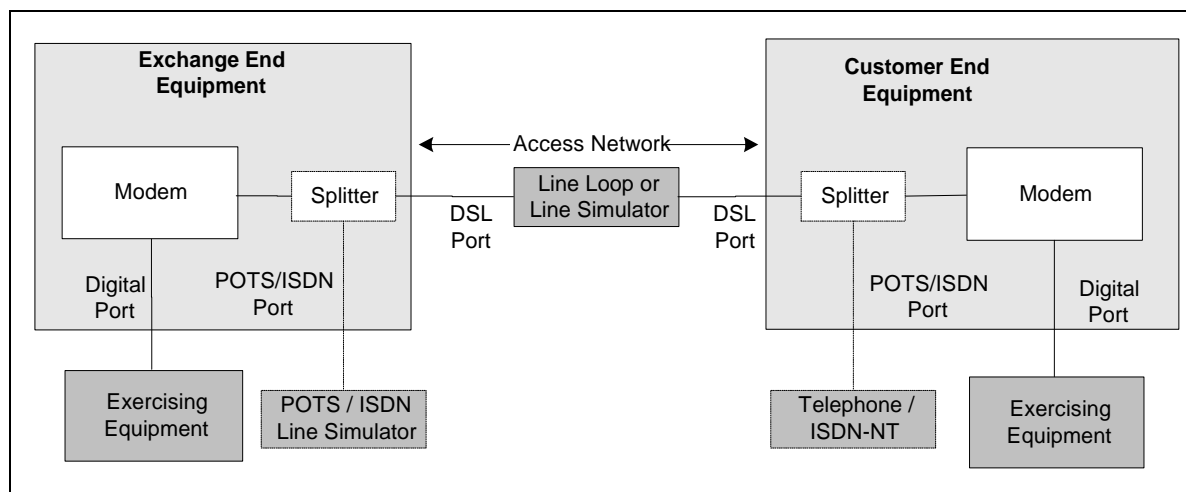 Exchange End
Equipment
Customer End
Equipment
Access Network
Modem
Splitter
Line Loop or
Line Simulator
Splitter
Modem
DSL
Port
DSL
Port
Digital
Port
POTS/ISDN
Port
POTS/ISDN
Port
Digital
Port
Exercising
Equipment
POTS / ISDN
Line Simulator
Telephone /
ISDN-NT
Exercising
Equipment